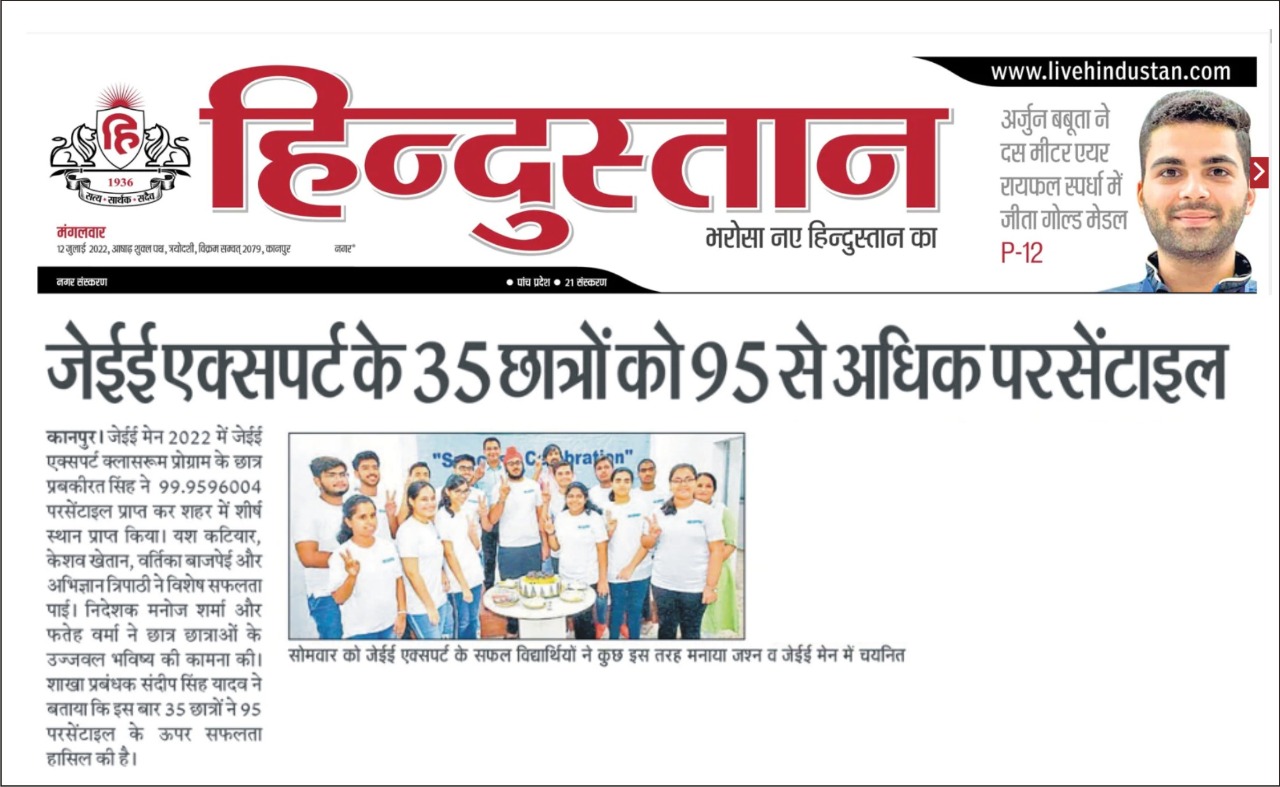 www.livehindustan.com
हि
1936
सत्य • सार्थक • सदैव
हिन्दुस्तान
भरोसा नए हिन्दुस्तान का
अर्जुन बबूता ने
दस मीटर एयर
रायफल स्पर्धा में
जीता गोल्ड मेडल
P-12
मंगलवार
12 जुलाई 2022, आषाढ़ शुक्ल पक्ष, त्रयोदशी, विक्रम सम्वत् 2079, कानपुर
नगर*
नगर संस्करण
● पांच प्रदेश ● 21 संस्करण
जेईई एक्सपर्ट के 35 छात्रों को 95 से अधिक परसेंटाइल
कानपुर। जेईई मेन 2022 में जेईई
एक्सपर्ट क्लासरूम प्रोग्राम के छात्र
प्रबकीरत सिंह ने 99.9596004
परसेंटाइल प्राप्त कर शहर में शीर्ष
स्थान प्राप्त किया। यश कटियार,
केशव खेतान, वर्तिका बाजपेई और
अभिज्ञान त्रिपाठी ने विशेष सफलता
पाई। निदेशक मनोज शर्मा और
फतेह वर्मा ने छात्र छात्राओं के
उज्जवल भविष्य की कामना की।
शाखा प्रबंधक संदीप सिंह यादव ने
बताया कि इस बार 35 छात्रों ने 95
परसेंटाइल के ऊपर सफलता
हासिल की है।
सोमवार को जेईई एक्सपर्ट के सफल विद्यार्थियों ने कुछ इस तरह मनाया जश्न व जेईई मेन में चयनित